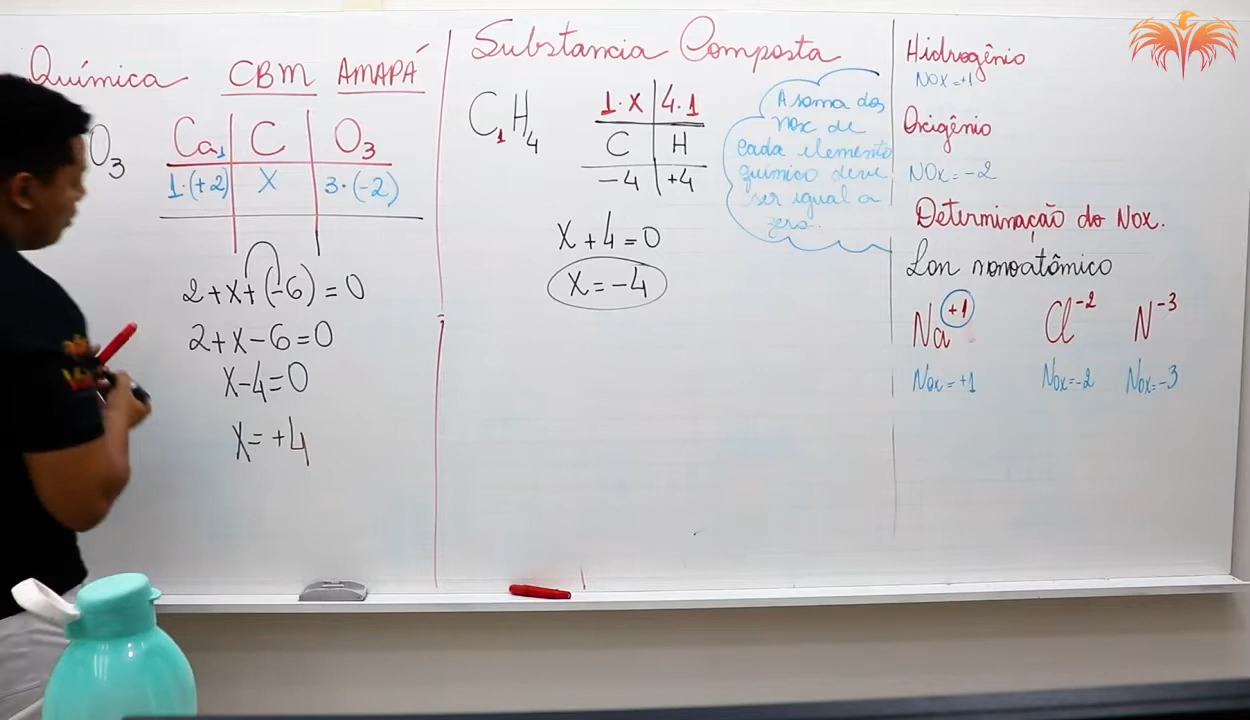 Química CBM AMAPÁ
O3
Ca1 C O3
1·(+2) X 3·(-2)
2+x+(-6)=0
2+x-6=0
x-4=0
x=+4
Substancia Composta
C1H4
1·X 4·1
C H
-4 +4
x+4=0
x=-4
A soma dos
nox de
cada elemento
químico deve
ser igual a
zero.
Hidrogênio
NOX=+1
Oxigênio
NOx=-2
Determinação do Nox.
Íon monoatômico
Na+1 Cl-2 N-3
Nox=+1 Nox=-2 Nox=-3